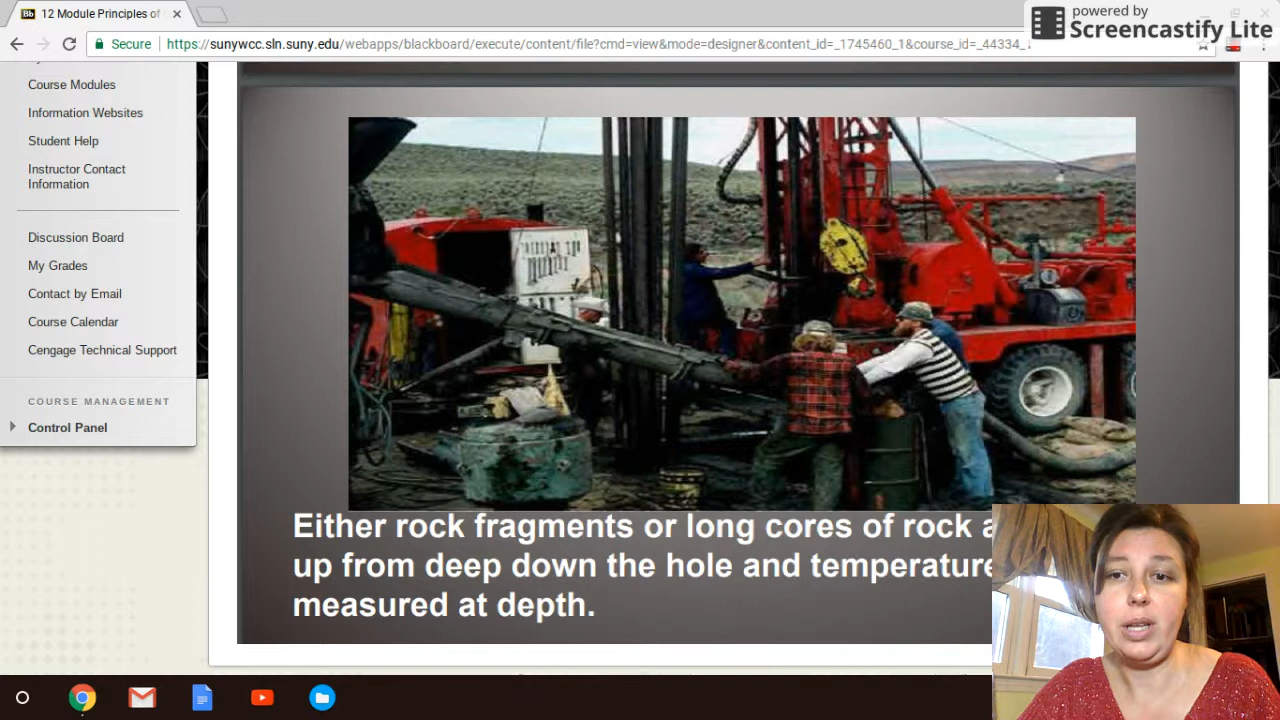 12 Module Principles of
powered by
Screencastify Lite
Secure
https://sunywcc.sln.suny.edu/webapps/blackboard/execute/content/file?cmd=view&mode=designer&content_id=_1745460_1&course_id=_44334_1
Course Modules
Information Websites
Student Help
Instructor Contact
Information
Discussion Board
My Grades
Contact by Email
Course Calendar
Cengage Technical Support
COURSE MANAGEMENT
Control Panel
Either rock fragments or long cores of rock
up from deep down the hole and temperature
measured at depth.